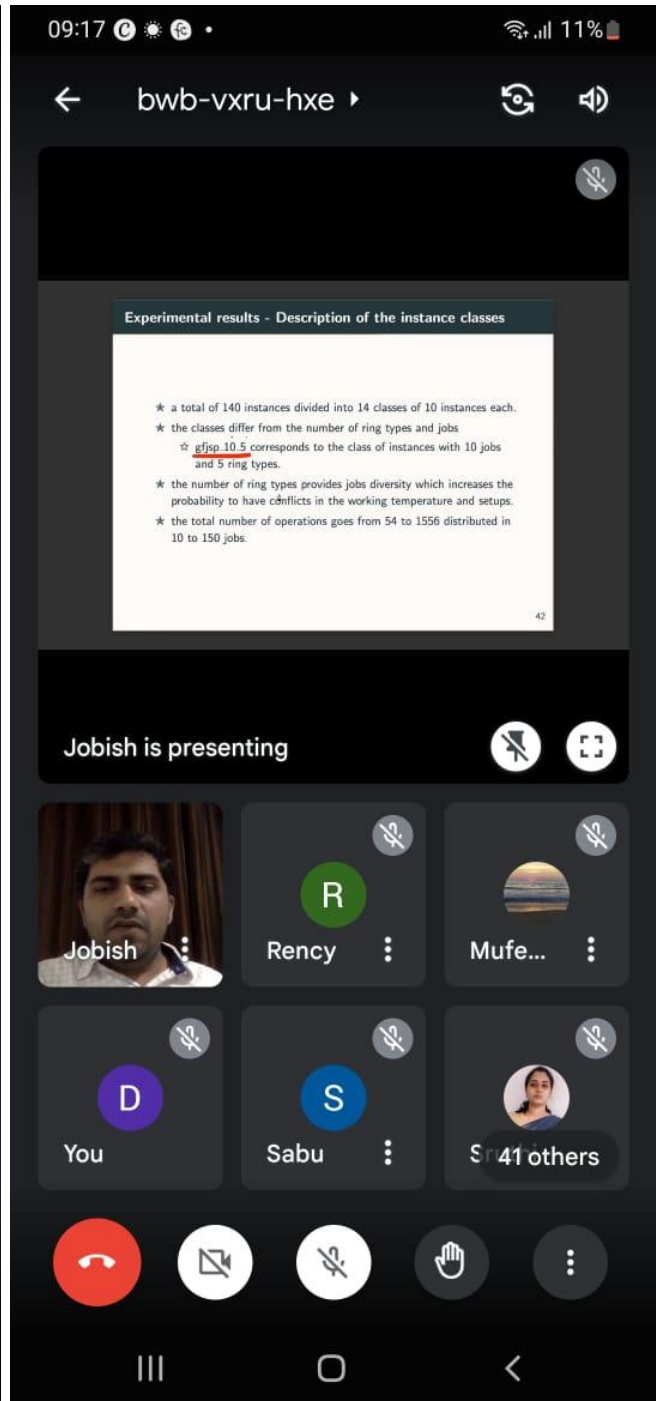 09:17
11%
bwb-vxru-hxe
Experimental results - Description of the instance classes
★ a total of 140 instances divided into 14 classes of 10 instances each.
★ the classes differ from the number of ring types and jobs
☆ gfjsp_10_5 corresponds to the class of instances with 10 jobs
and 5 ring types.
★ the number of ring types provides jobs diversity which increases the
probability to have conflicts in the working temperature and setups.
★ the total number of operations goes from 54 to 1556 distributed in
10 to 150 jobs.
42
Jobish is presenting
Jobish
R
Rency
Mufe...
D
You
S
Sabu
41 others